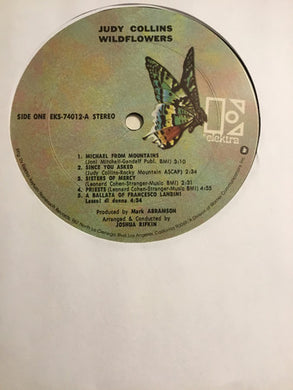 JUDY COLLINS
WILDFLOWERS
SIDE ONE EKS-74012-A STEREO
elektra
1. MICHAEL FROM MOUNTAINS
(Joni Mitchell-Gandalf Pub. BMI) 3:10
2. SINCE YOU ASKED
(Judy Collins-Rocky Mountain ASCAP) 2:34
3. SISTERS OF MERCY
(Leonard Cohen-Stranger-Music BMI) 2:31
4. PRIESTS (Leonard Cohen-Stranger-Music BMI) 4:55
5. A BALLATA OF FRANCESCO LANDINI
Lasso! di donna 4:34
Produced by Mark ABRAMSON
Arranged & Conducted by
JOSHUA RIFKIN